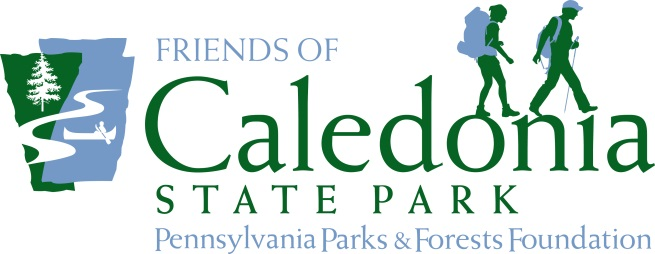 FRIENDS OF
Caledonia
STATE PARK
Pennsylvania Parks & Forests Foundation